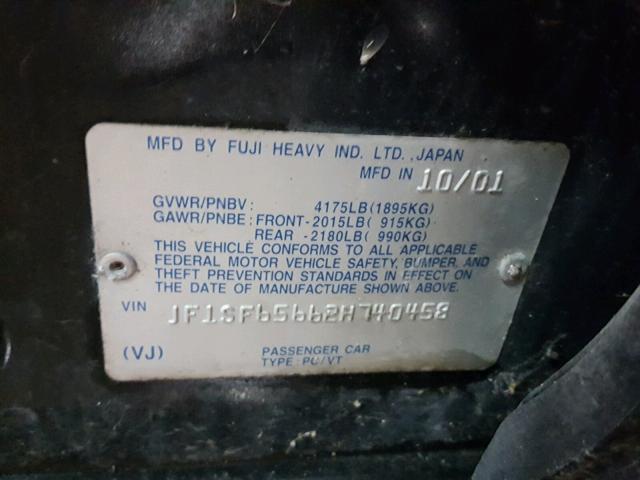 MFD BY FUJI HEAVY IND. LTD., JAPAN
MFD IN 10/01
GVWR/PNBV : 4175LB(1895KG)
GAWR/PNBE : FRONT-2015LB( 915KG)
REAR -2180LB( 990KG)
THIS VEHICLE CONFORMS TO ALL APPLICABLE
FEDERAL MOTOR VEHICLE SAFETY, BUMPER, AND
THEFT PREVENTION STANDARDS IN EFFECT ON
THE DATE OF MANUFACTURE SHOWN ABOVE.
VIN JF1SF65662H740458
(VJ) PASSENGER CAR
TYPE : PC/VT